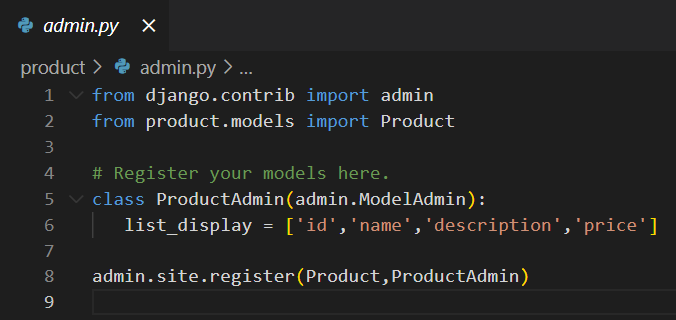 admin.py ×
product > admin.py > ...
1 from django.contrib import admin
2 from product.models import Product
3
4 # Register your models here.
5 class ProductAdmin(admin.ModelAdmin):
6 list_display = ['id','name','description','price']
7
8 admin.site.register(Product,ProductAdmin)
9